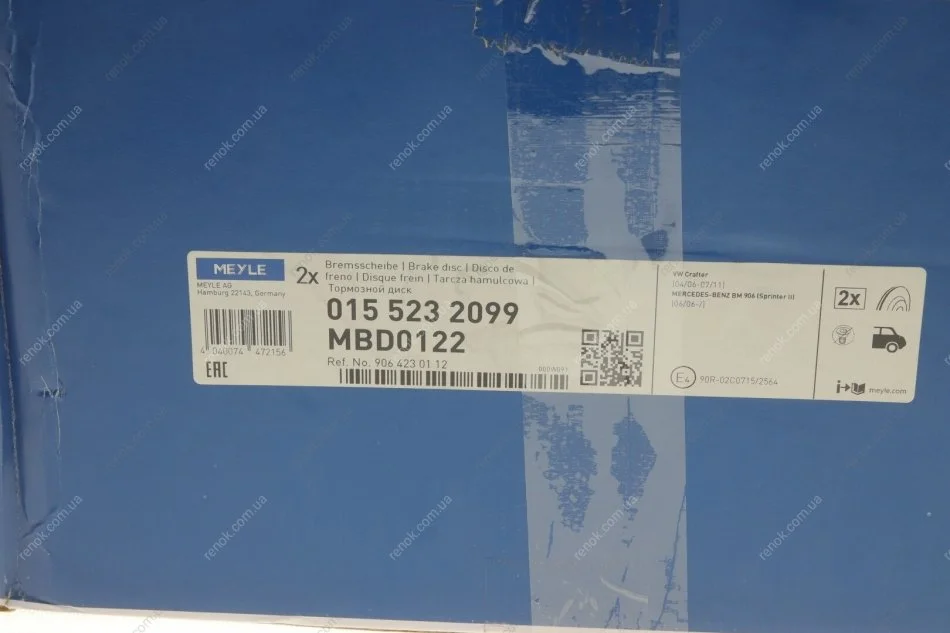 MEYLE
MEYLE AG
Hamburg 22143, Germany
4 040074 472156
EAC
2x
Bremsscheibe | Brake disc | Disco de
freno | Disque frein | Tarcza hamulcowa |
Тормозной диск
015 523 2099
MBD0122
Ref. No. 906 423 01 12
VW Crafter
(04/06-07/11)
MERCEDES-BENZ BM 906 (Sprinter II)
(06/06-/)
E4 90R-02C0715/2564
2x
meyle.com
renok.com.ua